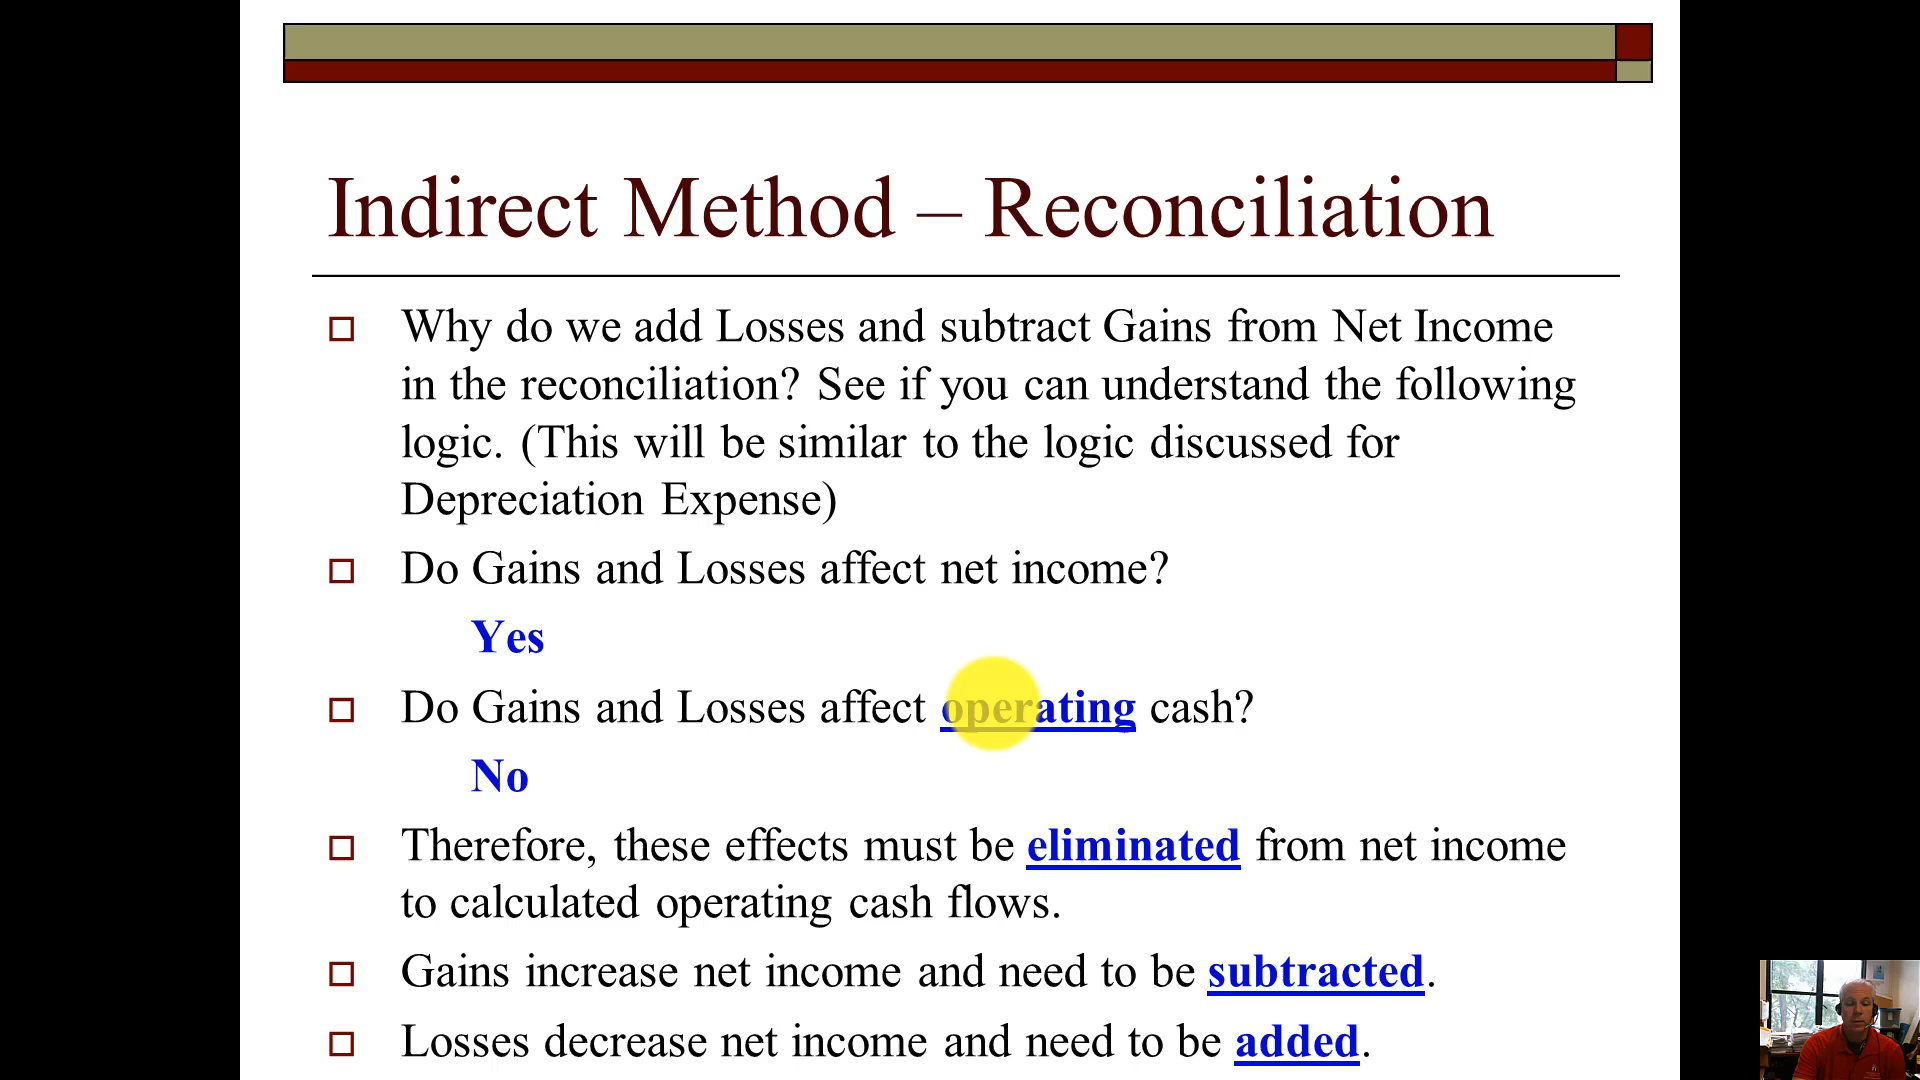 Indirect Method – Reconciliation
Why do we add Losses and subtract Gains from Net Income
in the reconciliation? See if you can understand the following
logic. (This will be similar to the logic discussed for
Depreciation Expense)
Do Gains and Losses affect net income?
Yes
Do Gains and Losses affect operating cash?
No
Therefore, these effects must be eliminated from net income
to calculated operating cash flows.
Gains increase net income and need to be subtracted.
Losses decrease net income and need to be added.